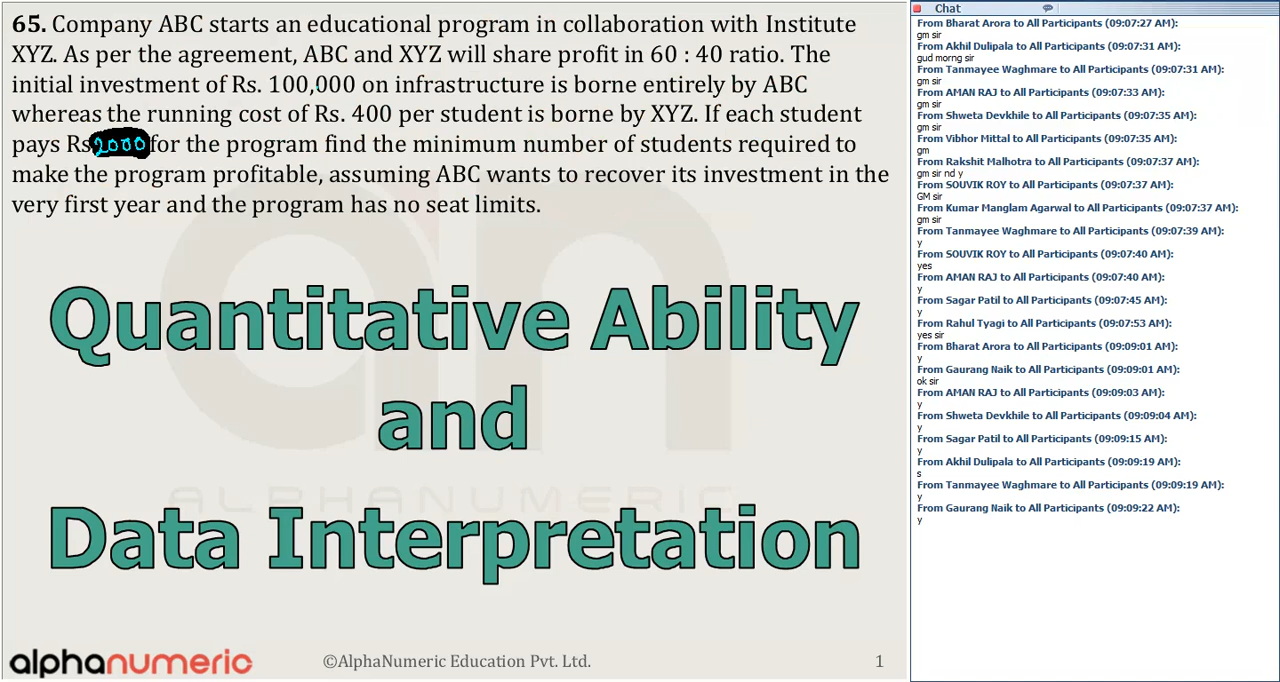 65. Company ABC starts an educational program in collaboration with Institute
XYZ. As per the agreement, ABC and XYZ will share profit in 60 : 40 ratio. The
initial investment of Rs. 100,000 on infrastructure is borne entirely by ABC
whereas the running cost of Rs. 400 per student is borne by XYZ. If each student
pays Rs 2000 for the program find the minimum number of students required to
make the program profitable, assuming ABC wants to recover its investment in the
very first year and the program has no seat limits.
Quantitative Ability
and
Data Interpretation
ALPHANUMERIC
alphanumeric
©AlphaNumeric Education Pvt. Ltd.
1
Chat
From Bharat Arora to All Participants (09:07:27 AM):
gm sir
From Akhil Dulipala to All Participants (09:07:31 AM):
gud morng sir
From Tanmayee Waghmare to All Participants (09:07:31 AM):
gm sir
From AMAN RAJ to All Participants (09:07:33 AM):
gm sir
From Shweta Devkhile to All Participants (09:07:35 AM):
gm sir
From Vibhor Mittal to All Participants (09:07:35 AM):
gm
From Rakshit Malhotra to All Participants (09:07:37 AM):
gm sir nd y
From SOUVIK ROY to All Participants (09:07:37 AM):
GM sir
From Kumar Manglam Agarwal to All Participants (09:07:37 AM):
gm sir
From Tanmayee Waghmare to All Participants (09:07:39 AM):
y
From SOUVIK ROY to All Participants (09:07:40 AM):
yes
From AMAN RAJ to All Participants (09:07:40 AM):
y
From Sagar Patil to All Participants (09:07:45 AM):
y
From Rahul Tyagi to All Participants (09:07:53 AM):
yes sir
From Bharat Arora to All Participants (09:09:01 AM):
y
From Gaurang Naik to All Participants (09:09:01 AM):
ok sir
From AMAN RAJ to All Participants (09:09:03 AM):
y
From Shweta Devkhile to All Participants (09:09:04 AM):
y
From Sagar Patil to All Participants (09:09:15 AM):
y
From Akhil Dulipala to All Participants (09:09:19 AM):
s
From Tanmayee Waghmare to All Participants (09:09:19 AM):
y
From Gaurang Naik to All Participants (09:09:22 AM):
y